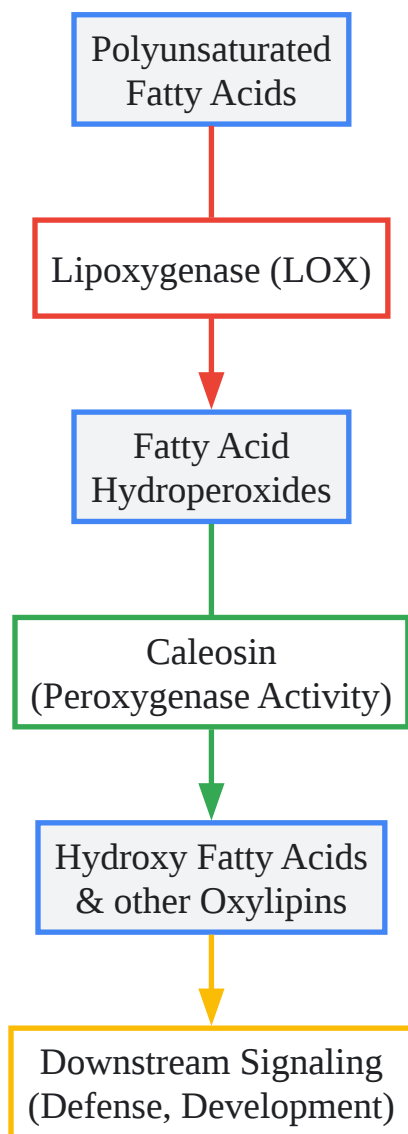 Polyunsaturated
Fatty Acids
Lipoxygenase (LOX)
Fatty Acid
Hydroperoxides
Caleosin
(Peroxygenase Activity)
Hydroxy Fatty Acids
& other Oxylipins
Downstream Signaling
(Defense, Development)